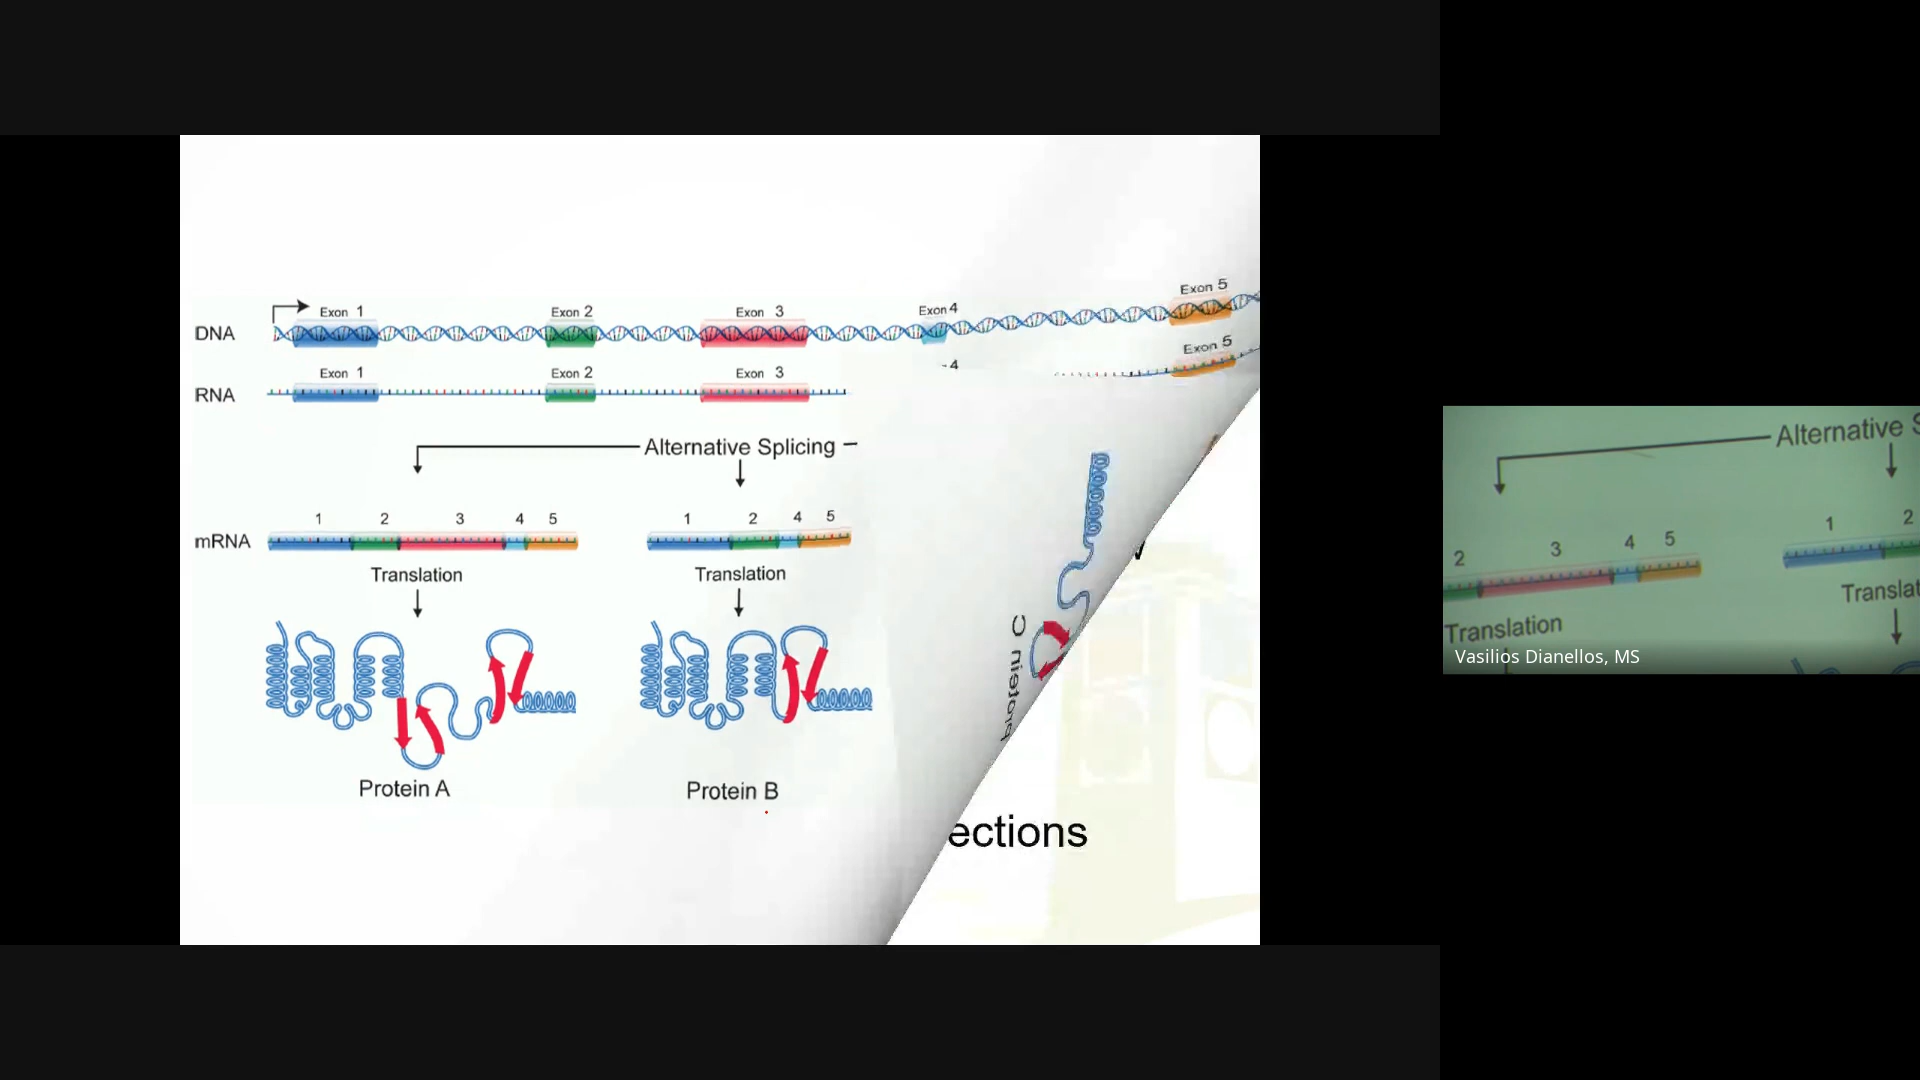 Exon 5
Exon 1 Exon 2 Exon 3 Exon 4
DNA
Exon 5
4
Exon 1 Exon 2 Exon 3
RNA
Alternative Splicing
1 2 3 4 5 1 2 4 5
mRNA
Translation Translation
Protein C
Protein A Protein B
ections
Alternative S
1 2
2 3 4 5
Translat
Translation
Vasilios Dianellos, MS